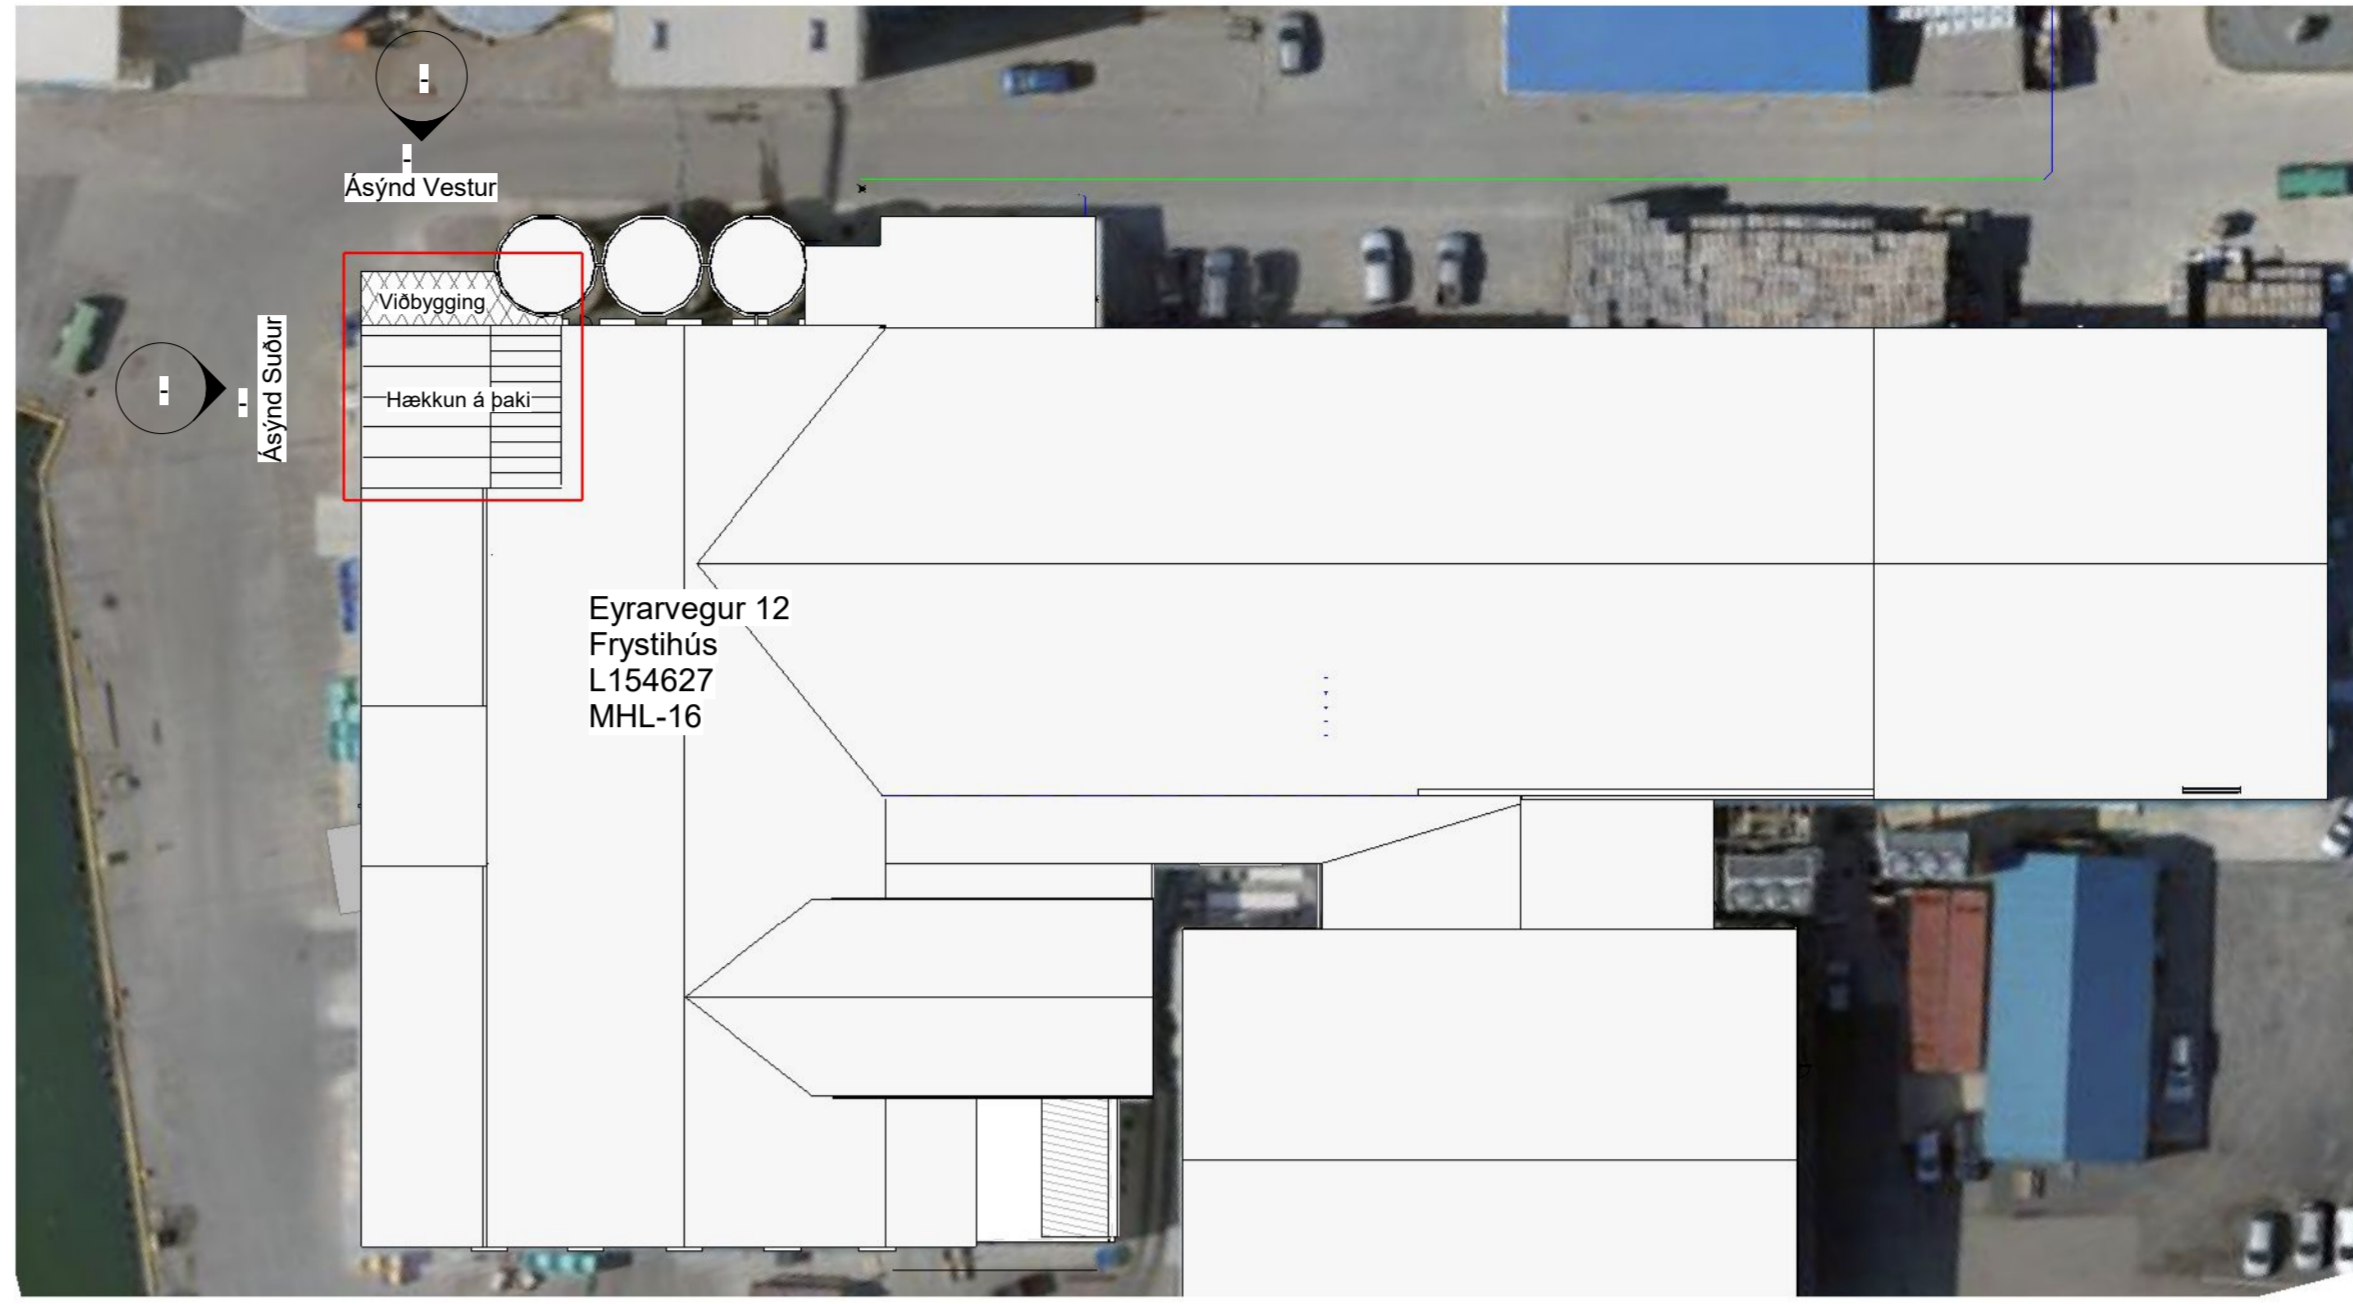 -
-
Ásýnd Vestur
Viðbygging
-
-
Ásýnd Suður
Hækkun á þaki
Eyrarvegur 12
Frystihús
L154627
MHL-16